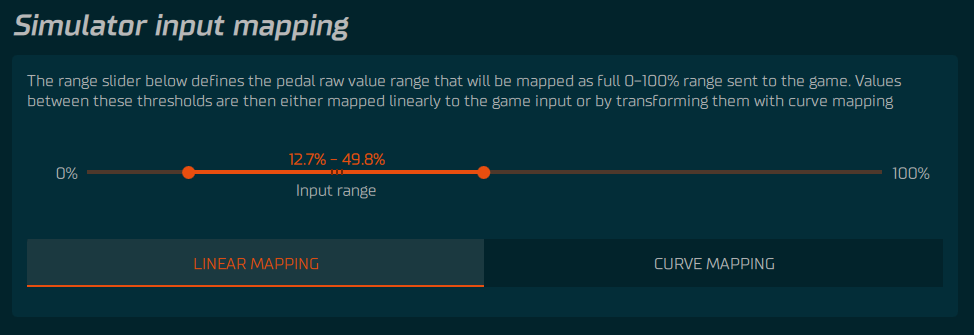 Simulator input mapping
The range slider below defines the pedal raw value range that will be mapped as full 0–100% range sent to the game. Values
between these thresholds are then either mapped linearly to the game input or by transforming them with curve mapping
12.7% – 49.8%
0%
100%
Input range
LINEAR MAPPING
CURVE MAPPING